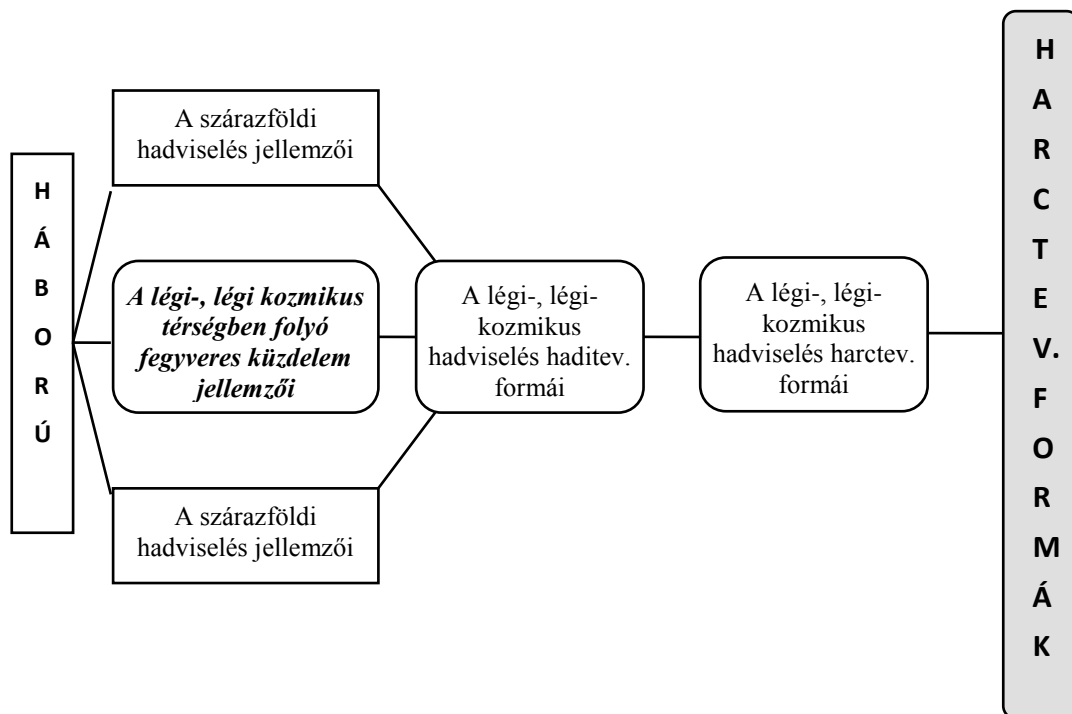 H
Á
B
O
R
Ú
A szárazföldi
hadviselés jellemzői
A légi-, légi kozmikus
térségben folyó
fegyveres küzdelem
jellemzői
A szárazföldi
hadviselés jellemzői
A légi-, légi-
kozmikus
hadviselés haditev.
formái
A légi-, légi-
kozmikus
hadviselés harctev.
formái
H
A
R
C
T
E
V.
F
O
R
M
Á
K